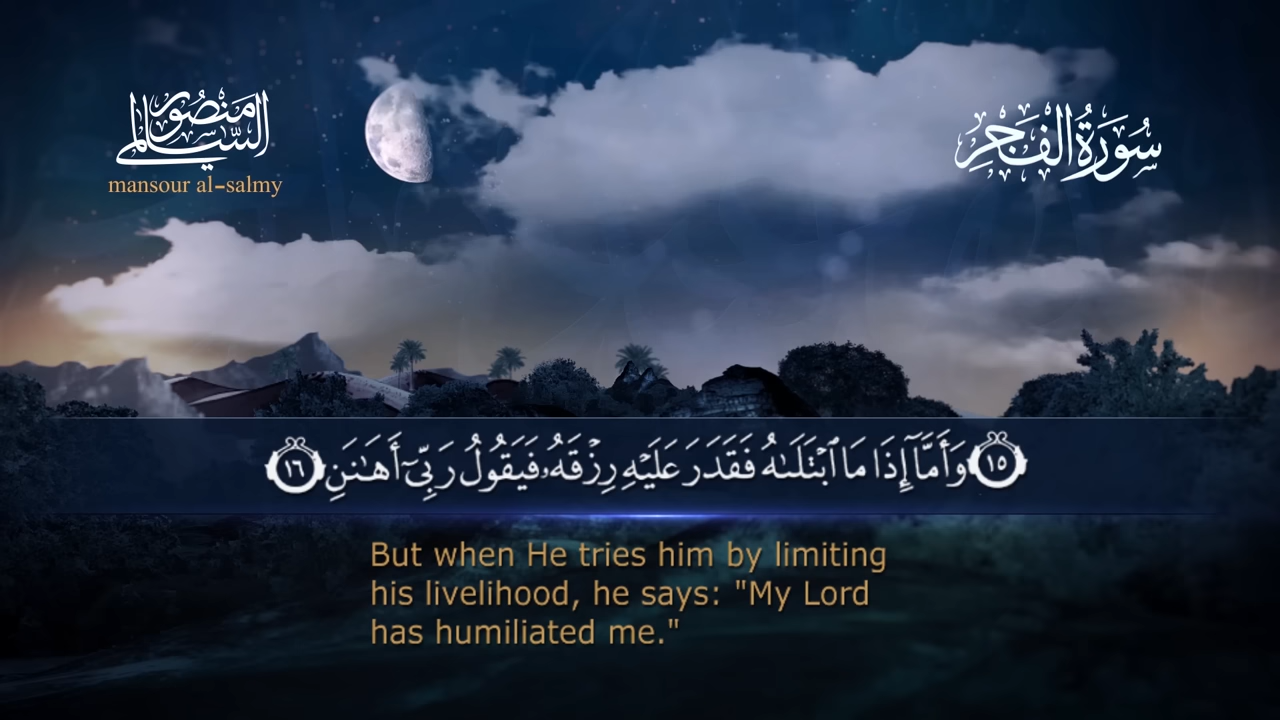 منصور السالمي
mansour al-salmy
سُورَةُ الْفَجْرِ
١٥ وَأَمَّآ إِذَا مَا ٱبْتَلَىٰهُ فَقَدَرَ عَلَيْهِ رِزْقَهُۥ فَيَقُولُ رَبِّىٓ أَهَـٰنَنِ ١٦
But when He tries him by limiting
his livelihood, he says: "My Lord
has humiliated me."